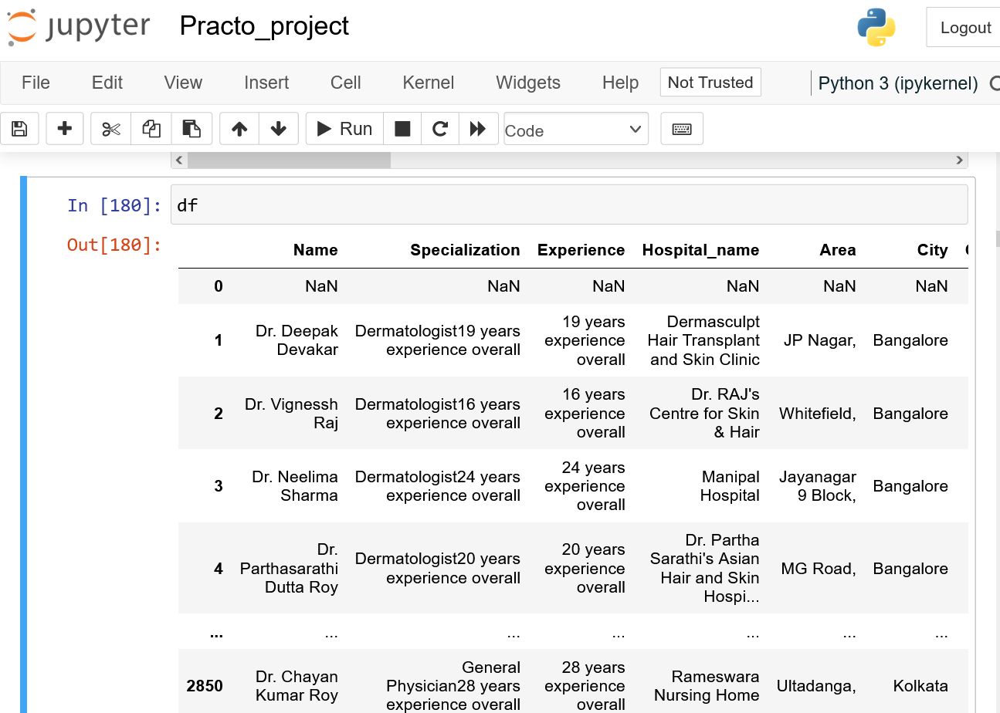 jupyter Practo_project Logout
File Edit View Insert Cell Kernel Widgets Help Not Trusted Python 3 (ipykernel)
Run Code
In [180]: df
Out[180]:
Name Specialization Experience Hospital_name Area City
0 NaN NaN NaN NaN NaN NaN
1 Dr. Deepak Devakar Dermatologist19 years experience overall 19 years experience overall Dermasculpt Hair Transplant and Skin Clinic JP Nagar, Bangalore
2 Dr. Vignessh Raj Dermatologist16 years experience overall 16 years experience overall Dr. RAJ's Centre for Skin & Hair Whitefield, Bangalore
3 Dr. Neelima Sharma Dermatologist24 years experience overall 24 years experience overall Manipal Hospital Jayanagar 9 Block, Bangalore
4 Dr. Parthasarathi Dutta Roy Dermatologist20 years experience overall 20 years experience overall Dr. Partha Sarathi's Asian Hair and Skin Hospi... MG Road, Bangalore
... ... ... ... ... ... ...
2850 Dr. Chayan Kumar Roy General Physician28 years experience overall 28 years experience overall Rameswara Nursing Home Ultadanga, Kolkata